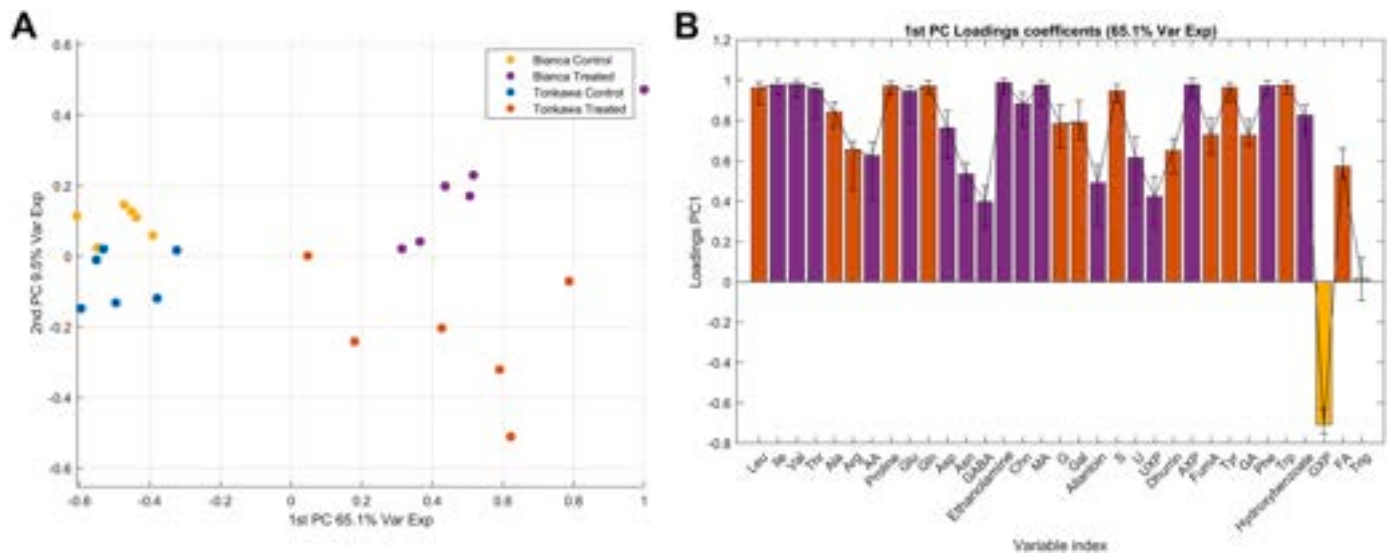 A
0.6
0.4
0.2
0
-0.2
-0.4
-0.6
2nd PC 9.5% Var Exp
Bianca Control
Bianca Treated
Tonkawa Control
Tonkawa Treated
-0.6 -0.4 -0.2 0 0.2 0.4 0.6 0.8 1
1st PC 65.1% Var Exp
B
1st PC Loadings coefficents (65.1% Var Exp)
1.2
1
0.8
0.6
0.4
0.2
0
-0.2
-0.4
-0.6
-0.8
Loadings PC1
Leu Ile Val Thr Ala Arg AA Proline Glu Gln Asp Asn GABA Ethanolamine Cho MA G Gal Allantoin S U UXP Dhurrin AXP FumA Tyr GA Phe Trp Hydroxybenzoate GXP FA Trig
Variable index